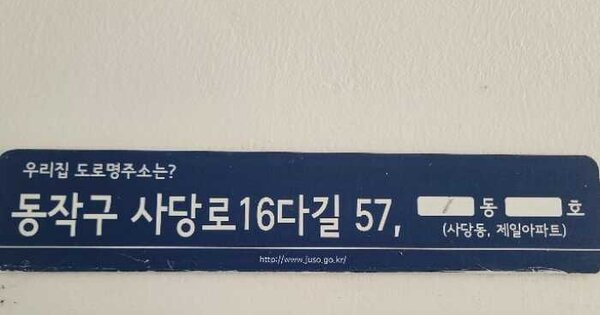 우리집 도로명주소는?
동작구 사당로16다길 57, 동 호
(사당동, 제일아파트)
http://www.juso.go.kr/